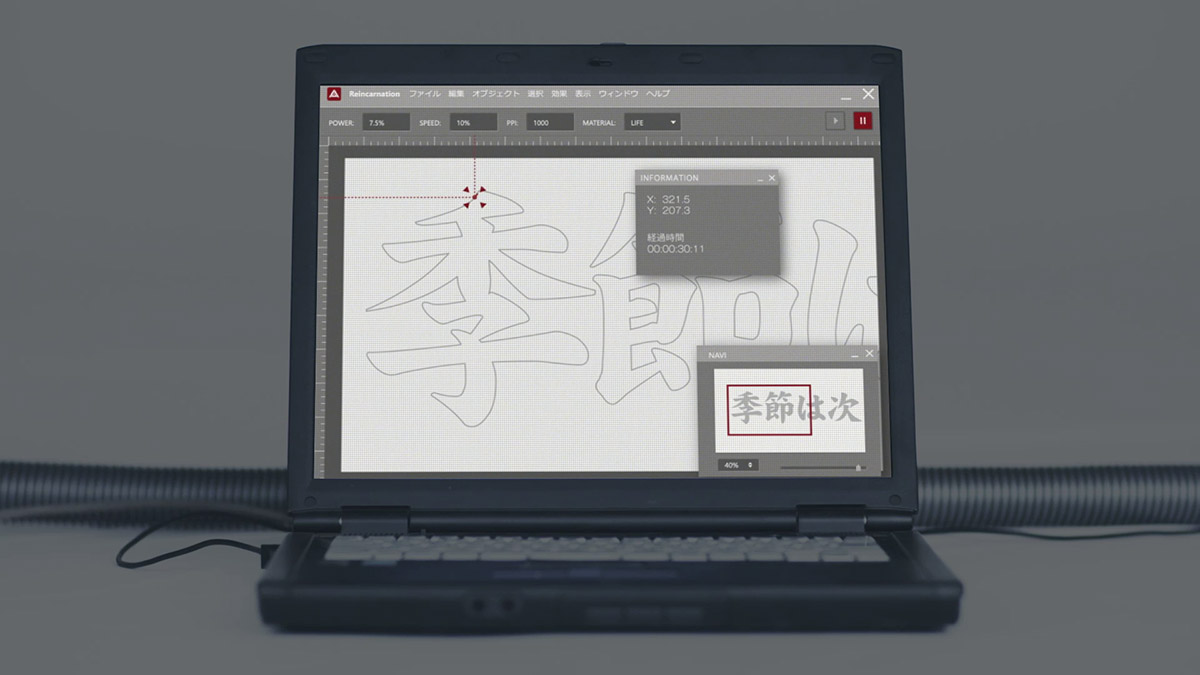 Reincarnation ファイル 編集 オブジェクト 選択 効果 表示 ウィンドウ ヘルプ
POWER: 7.5% SPEED: 10% PPI: 1000 MATERIAL: LIFE
INFORMATION
X: 321.5
Y: 207.3
経過時間
00:00:30:11
季節は
NAVI
季節は次
40%